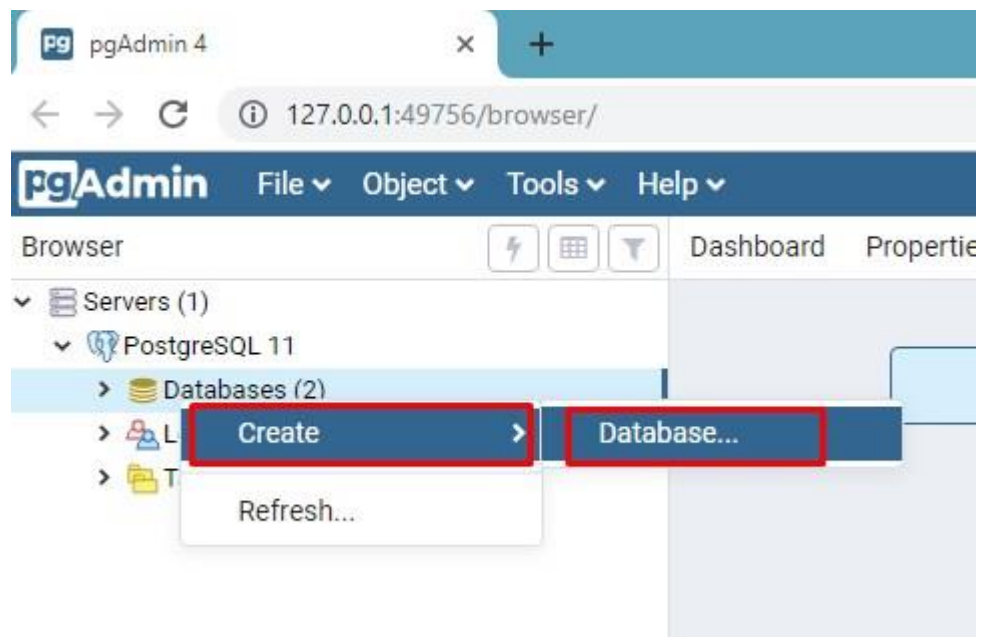 pgAdmin 4
127.0.0.1:49756/browser/
pgAdmin File Object Tools Help
Browser Dashboard Propertie
Servers (1)
PostgreSQL 11
Databases (2)
L Create Database...
T
Refresh...